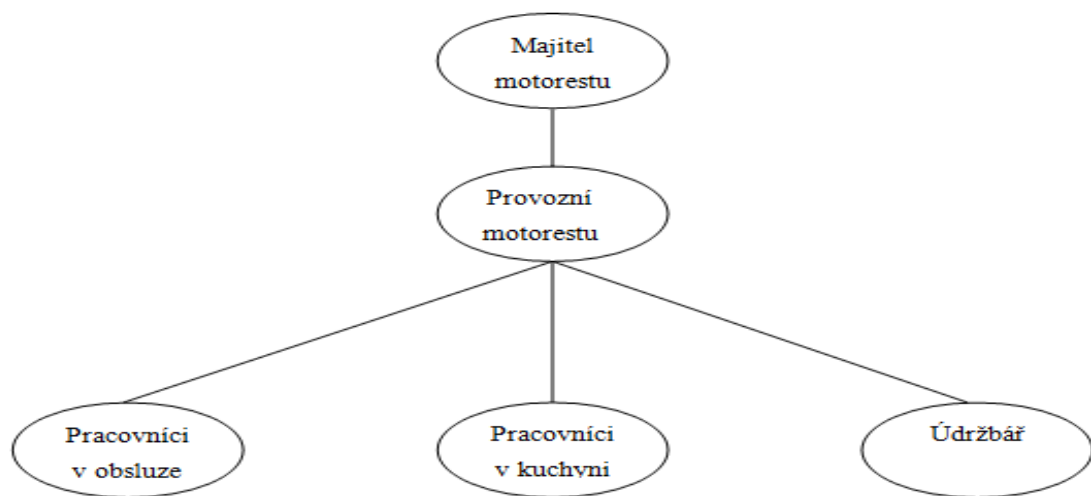 Majitel
motorestu
Provozní
motorestu
Pracovníci
v obsluze
Pracovníci
v kuchyni
Údržbář